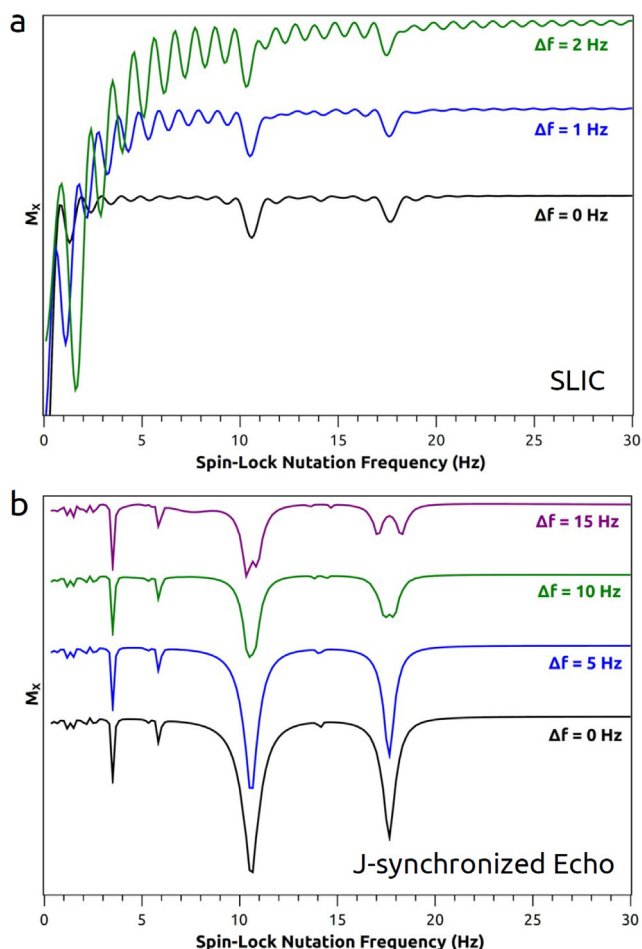 a
Δf = 2 Hz
Δf = 1 Hz
Δf = 0 Hz
Mx
SLIC
0 5 10 15 20 25 30
Spin-Lock Nutation Frequency (Hz)
b
Δf = 15 Hz
Δf = 10 Hz
Δf = 5 Hz
Δf = 0 Hz
Mx
J-synchronized Echo
0 5 10 15 20 25 30
Spin-Lock Nutation Frequency (Hz)